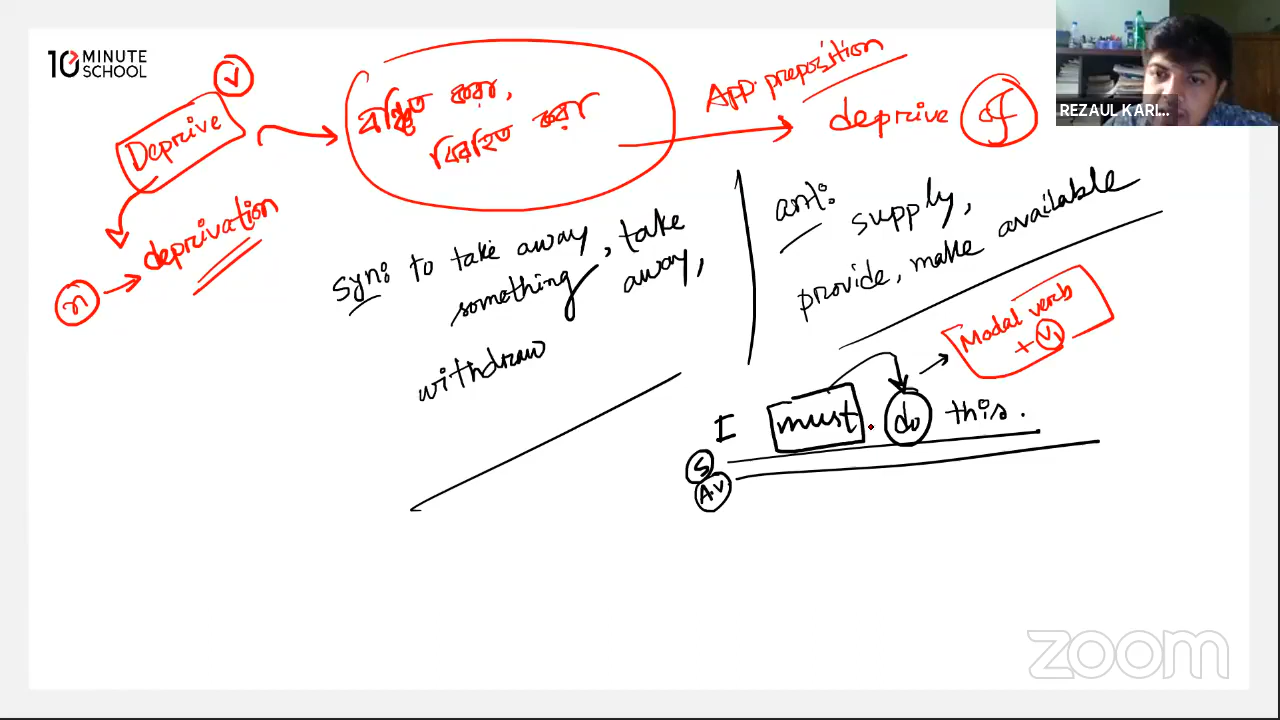 10 MINUTE SCHOOL
Deprive
v
বঞ্চিত করা,
বিরহিত করা
App. preposition
deprive of
REZAUL KARI...
n → deprivation
syn: to take away
something, take
away,
withdraw
ant: supply,
provide, make available
Modal verb
+ V1
I must do this.
S
A.V
zoom